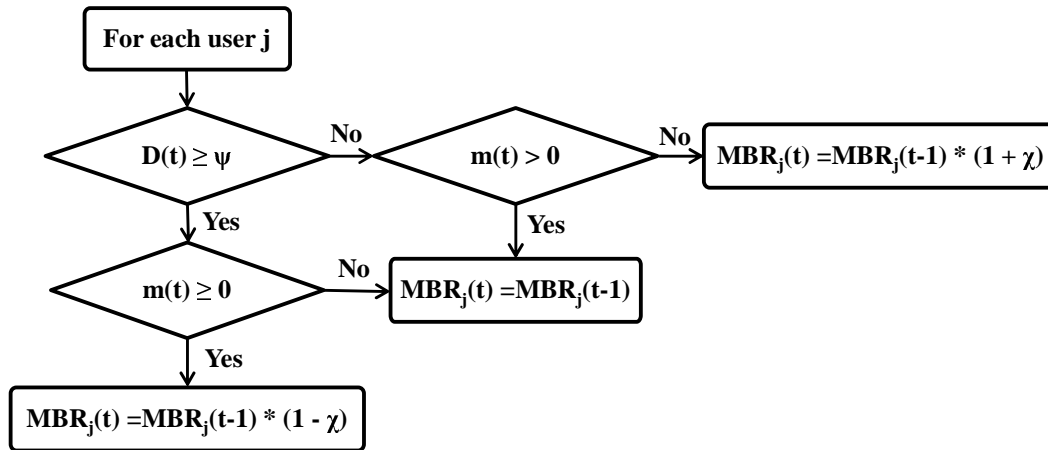 For each user j
D(t) ≥ ψ
No
m(t) > 0
No
MBRj(t) =MBRj(t-1) * (1 + χ)
Yes
Yes
m(t) ≥ 0
No
MBRj(t) =MBRj(t-1)
Yes
MBRj(t) =MBRj(t-1) * (1 - χ)